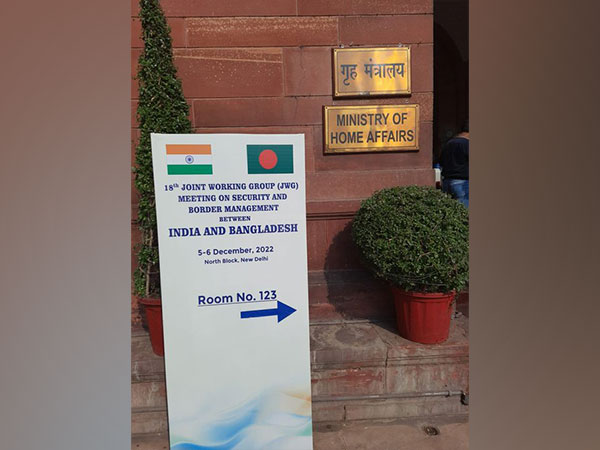 गृह मंत्रालय
MINISTRY OF
HOME AFFAIRS
18th JOINT WORKING GROUP (JWG)
MEETING ON SECURITY AND
BORDER MANAGEMENT
BETWEEN
INDIA AND BANGLADESH
5-6 December, 2022
North Block, New Delhi
Room No. 123